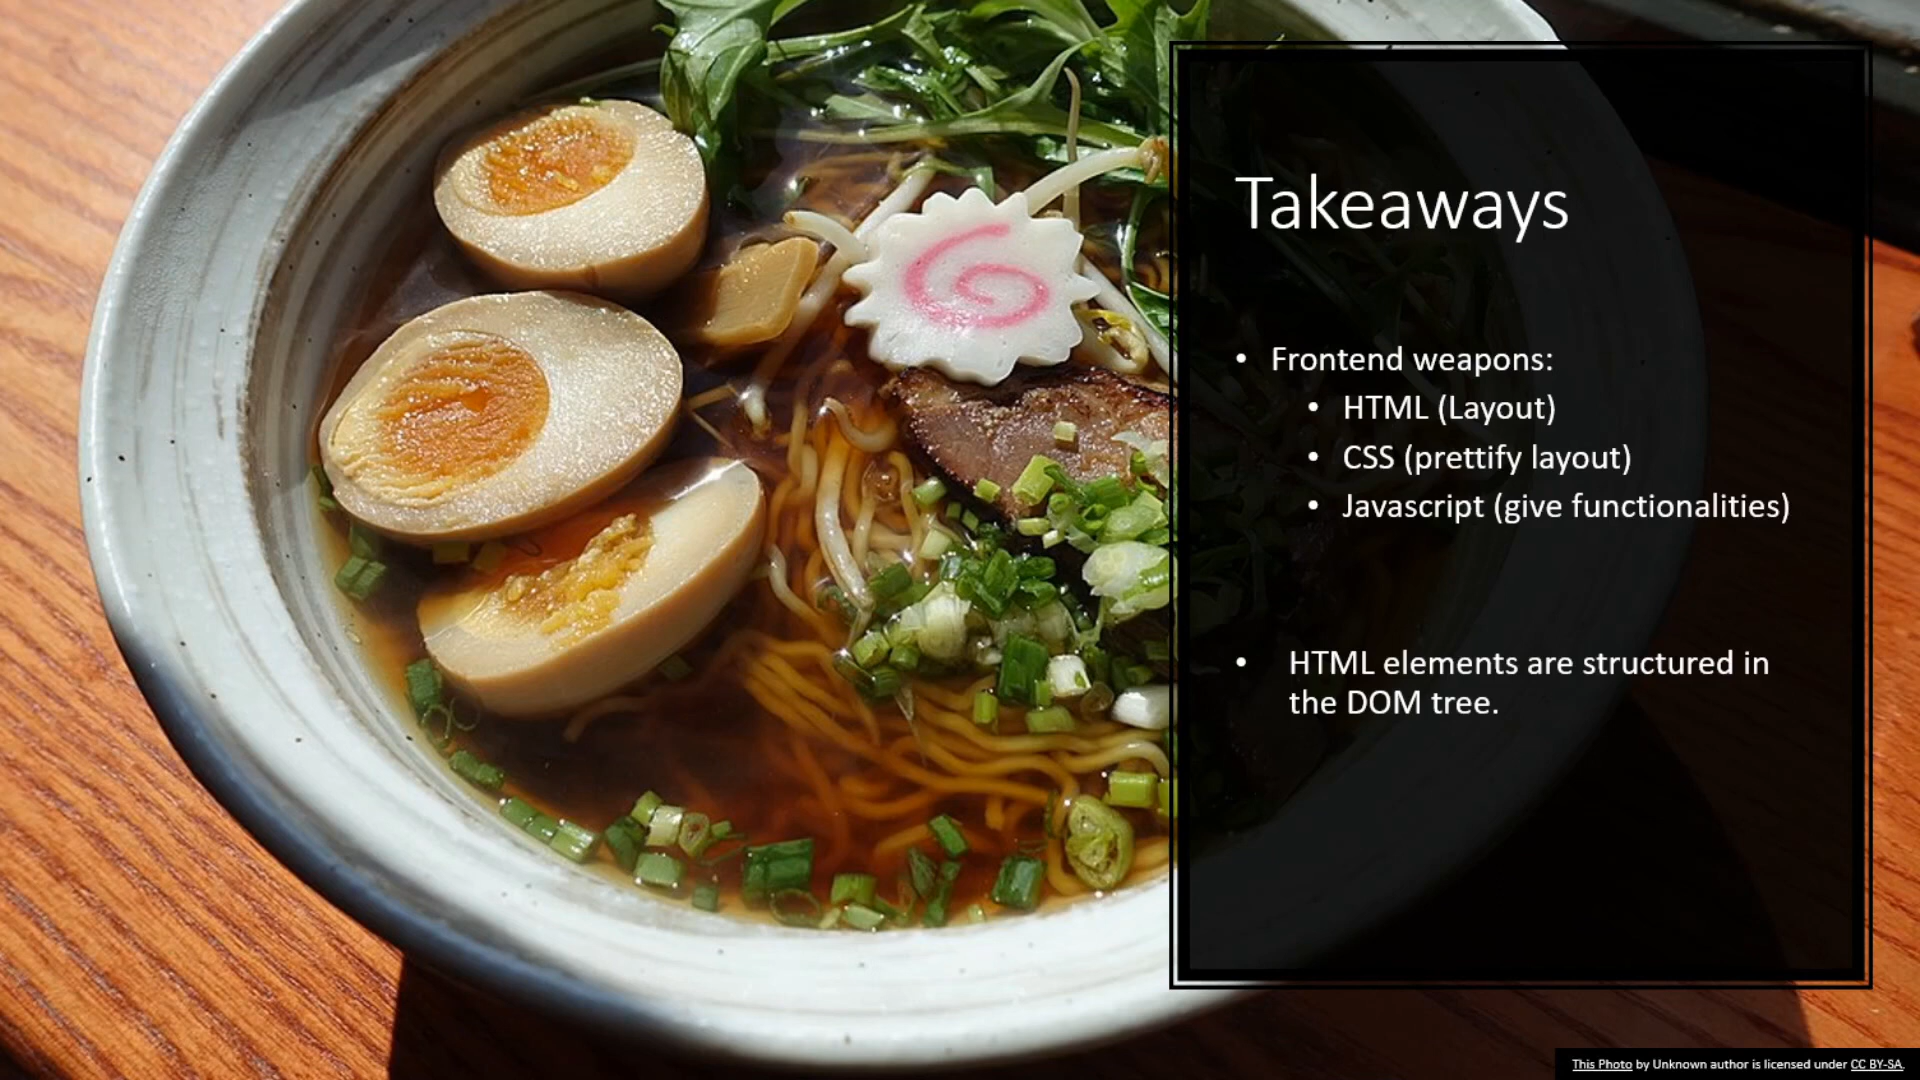 Takeaways
• Frontend weapons:
• HTML (Layout)
• CSS (prettify layout)
• Javascript (give functionalities)
• HTML elements are structured in
the DOM tree.
This Photo by Unknown author is licensed under CC BY-SA.